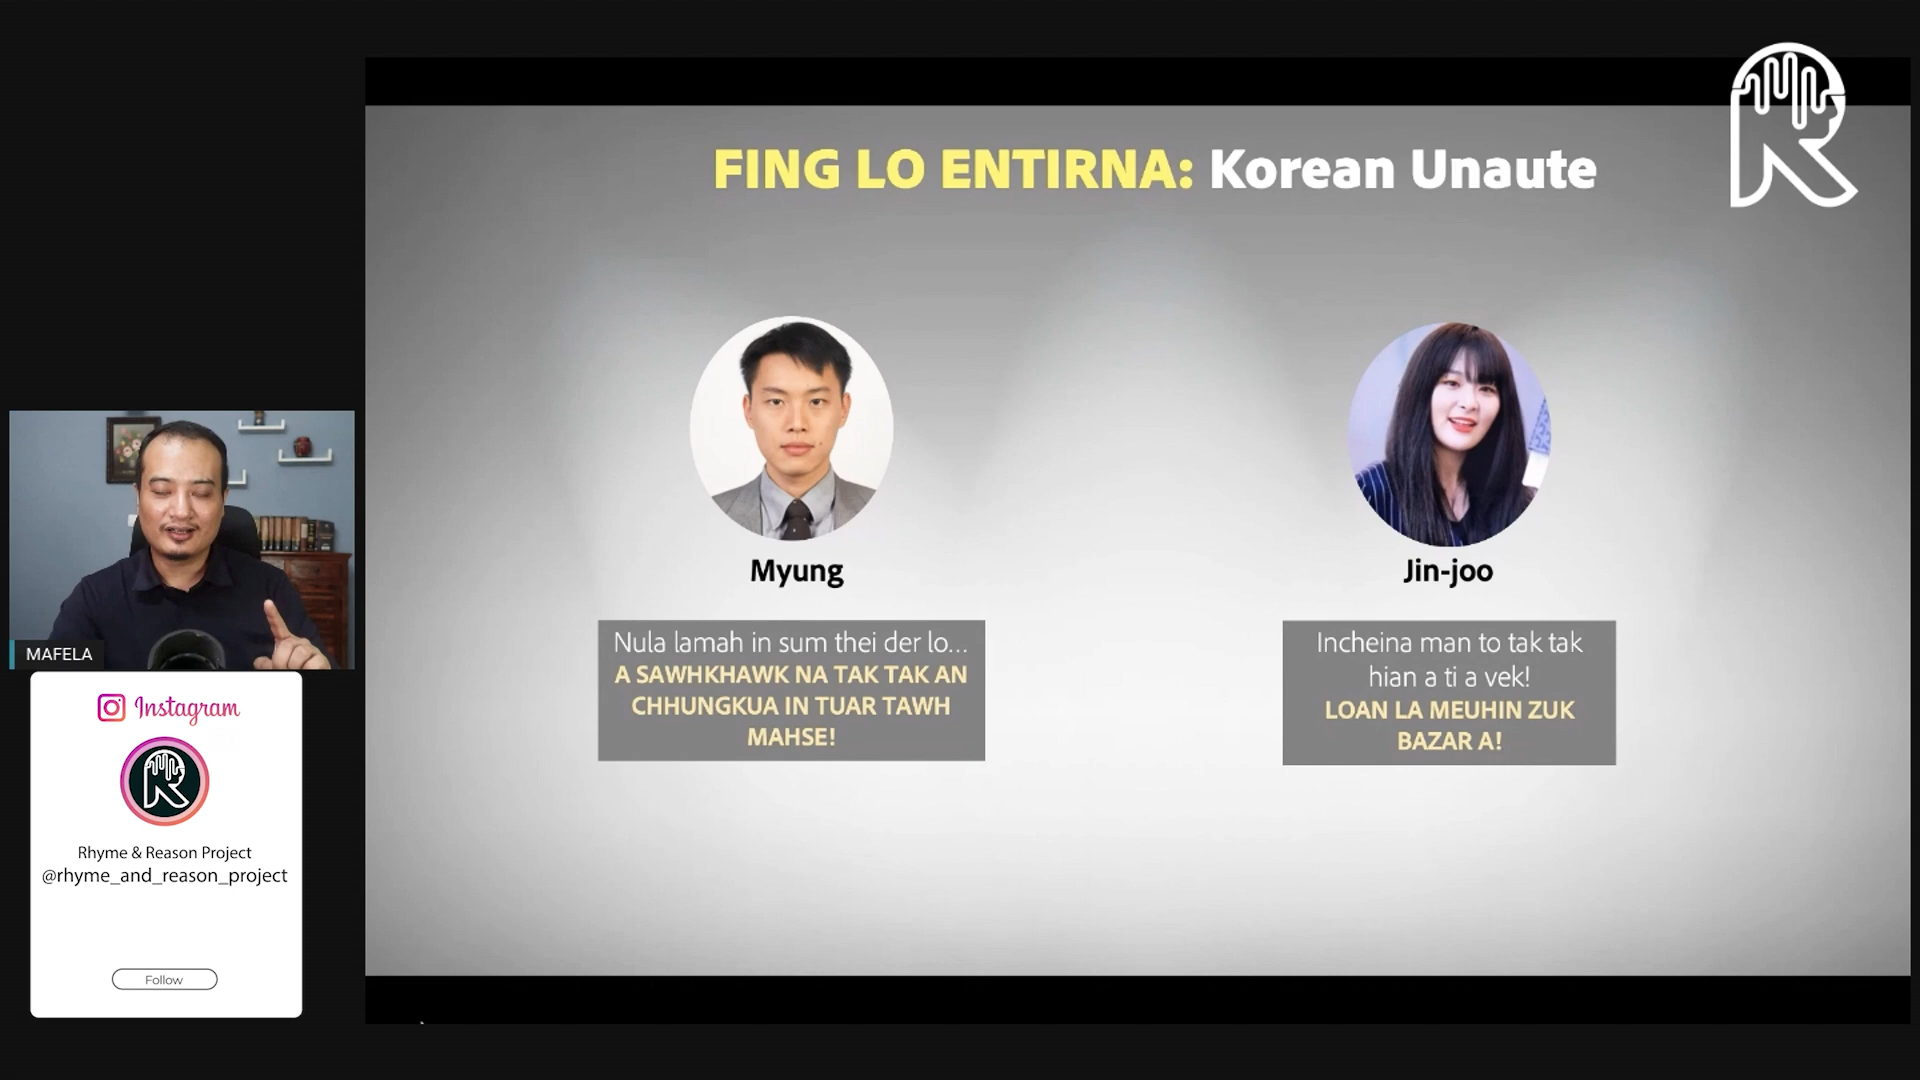 FING LO ENTIRNA: Korean Unaute
Myung
Nula lamah in sum thei der lo...
A SAWHKHAWK NA TAK TAK AN
CHHUNGKUA IN TUAR TAWH
MAHSE!
Jin-joo
Incheina man to tak tak
hian a ti a vek!
LOAN LA MEUHIN ZUK
BAZAR A!
MAFELA
Instagram
Rhyme & Reason Project
@rhyme_and_reason_project
Follow